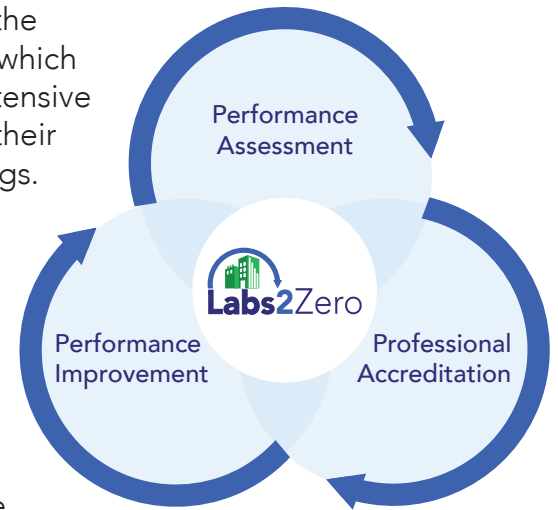 the
which
tensive
their
gs.
Performance
Assessment
Labs2Zero
Performance
Improvement
Professional
Accreditation